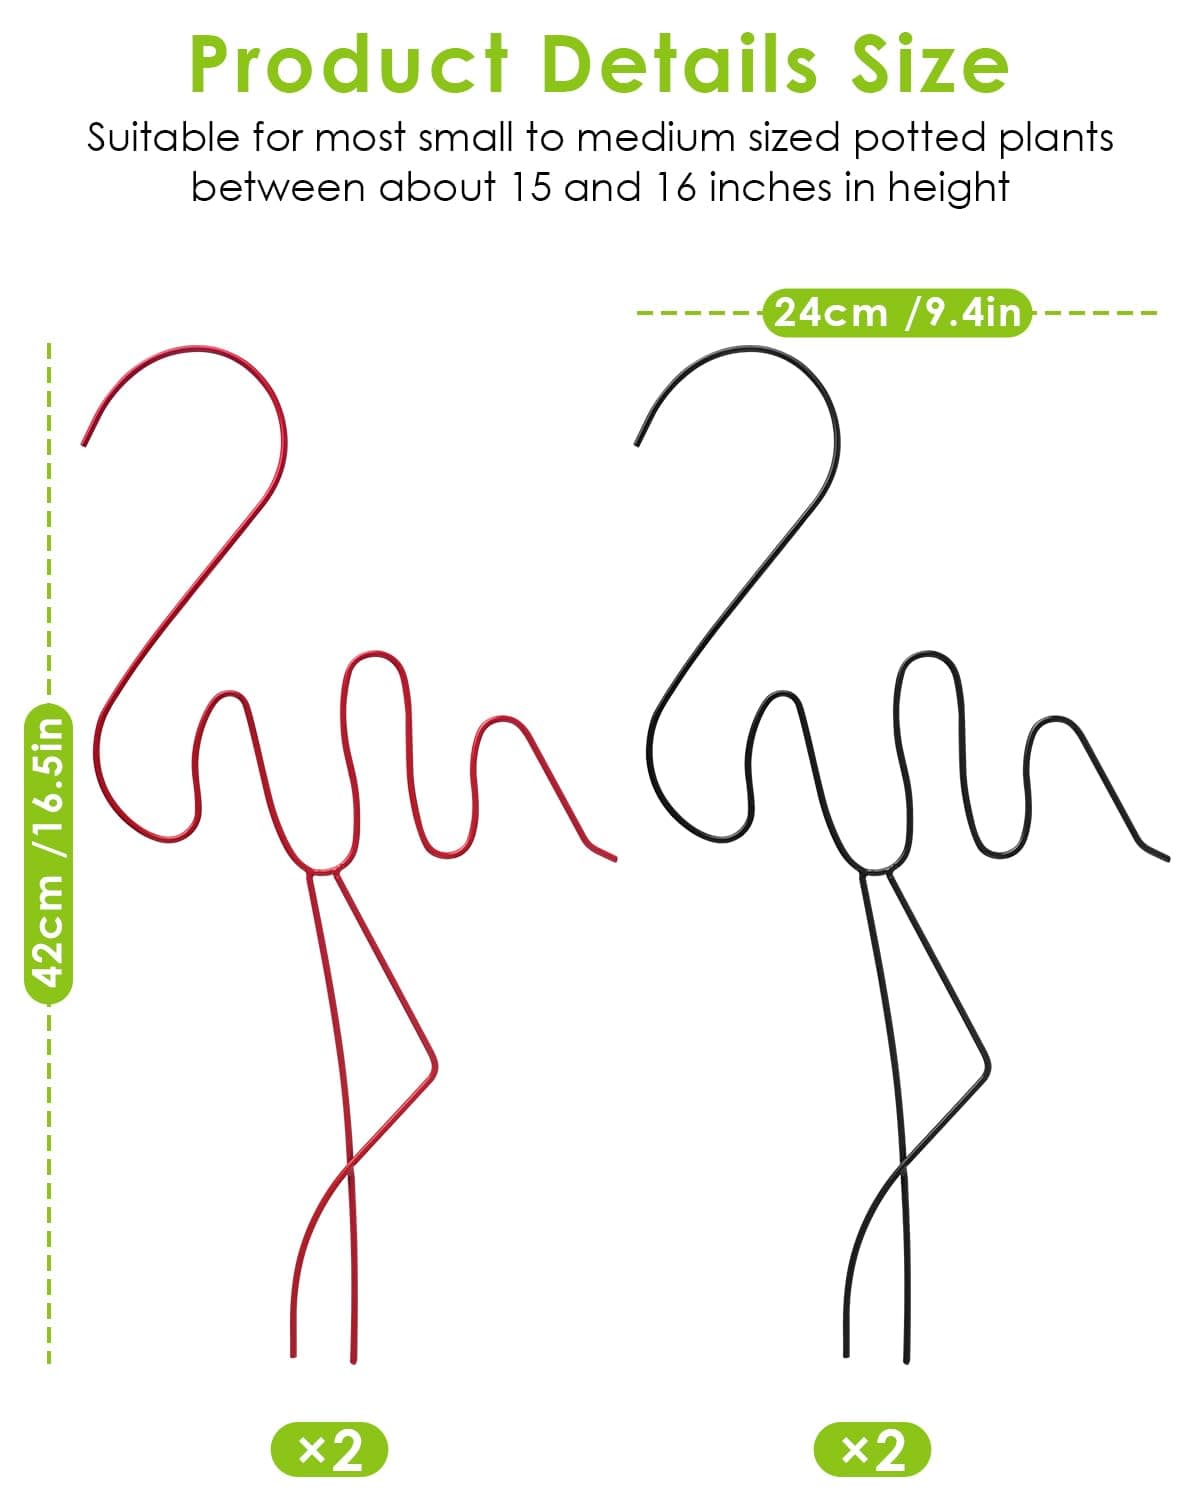 Product Details Size
Suitable for most small to medium sized potted plants
between about 15 and 16 inches in height
24cm /9.4in
42cm /16.5in
×2
×2